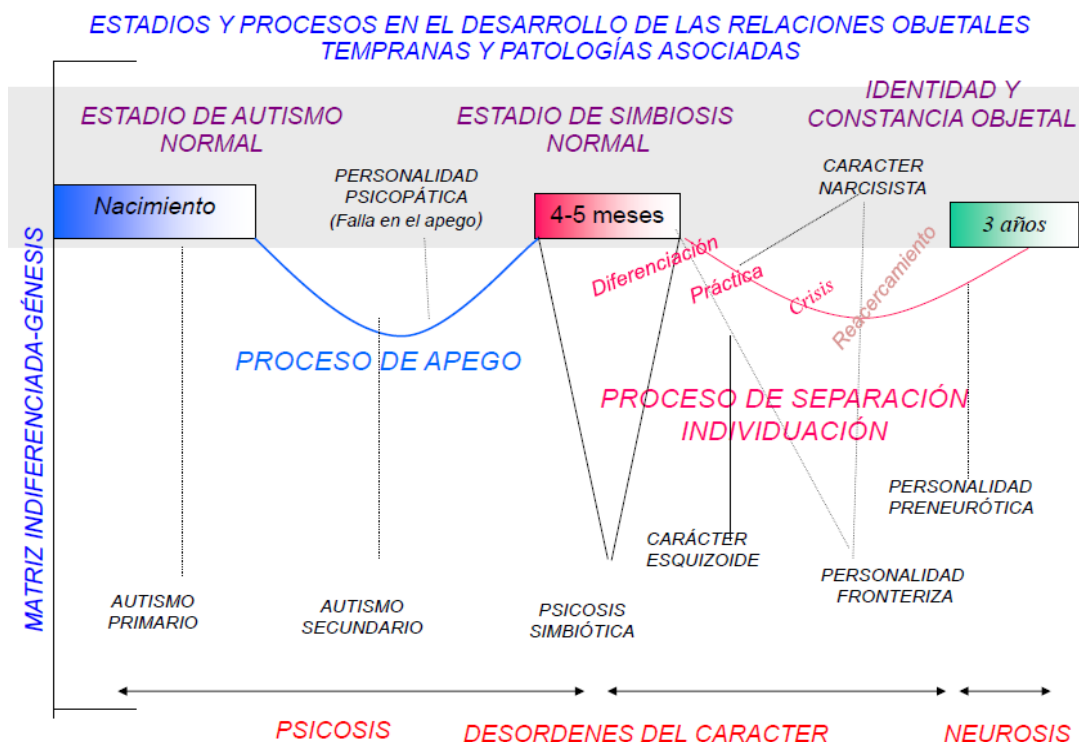 ESTADIOS Y PROCESOS EN EL DESARROLLO DE LAS RELACIONES OBJETALES
TEMPRANAS Y PATOLOGÍAS ASOCIADAS
MATRIZ INDIFERENCIADA-GÉNESIS
ESTADIO DE AUTISMO
NORMAL
ESTADIO DE SIMBIOSIS
NORMAL
IDENTIDAD Y
CONSTANCIA OBJETAL
PERSONALIDAD
PSICOPÁTICA
(Falla en el apego)
CARACTER
NARCISISTA
Nacimiento
4-5 meses
3 años
Diferenciación
Práctica
Crisis
Reacercamiento
PROCESO DE APEGO
PROCESO DE SEPARACIÓN
INDIVIDUACIÓN
PERSONALIDAD
PRENEURÓTICA
CARÁCTER
ESQUIZOIDE
PERSONALIDAD
FRONTERIZA
AUTISMO
PRIMARIO
AUTISMO
SECUNDARIO
PSICOSIS
SIMBIÓTICA
PSICOSIS
DESORDENES DEL CARACTER
NEUROSIS